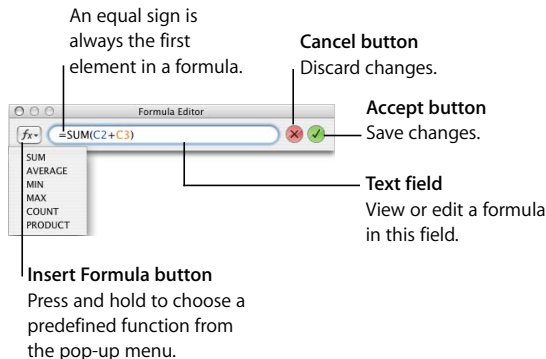 An equal sign is
always the first
element in a formula.
Cancel button
Discard changes.
Accept button
Save changes.
Formula Editor
fx
=SUM(C2+C3)
SUM
AVERAGE
MIN
MAX
COUNT
PRODUCT
Text field
View or edit a formula
in this field.
Insert Formula button
Press and hold to choose a
predefined function from
the pop-up menu.